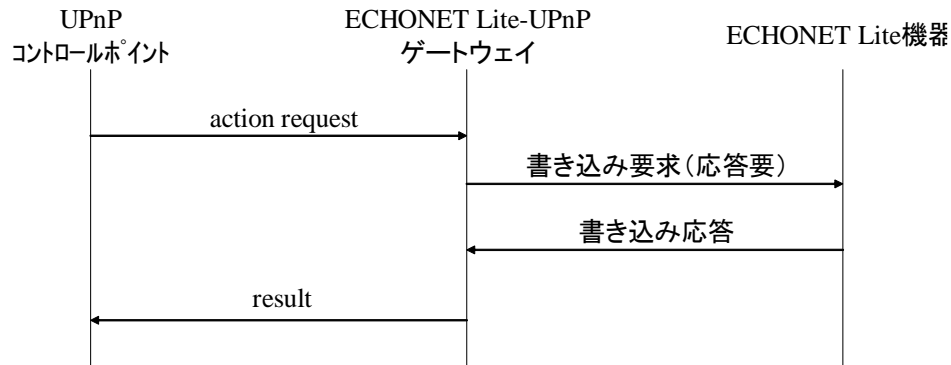 UPnP
コントロールポイント
ECHONET Lite-UPnP
ゲートウェイ
ECHONET Lite機器
action request
書き込み要求（応答要）
書き込み応答
result